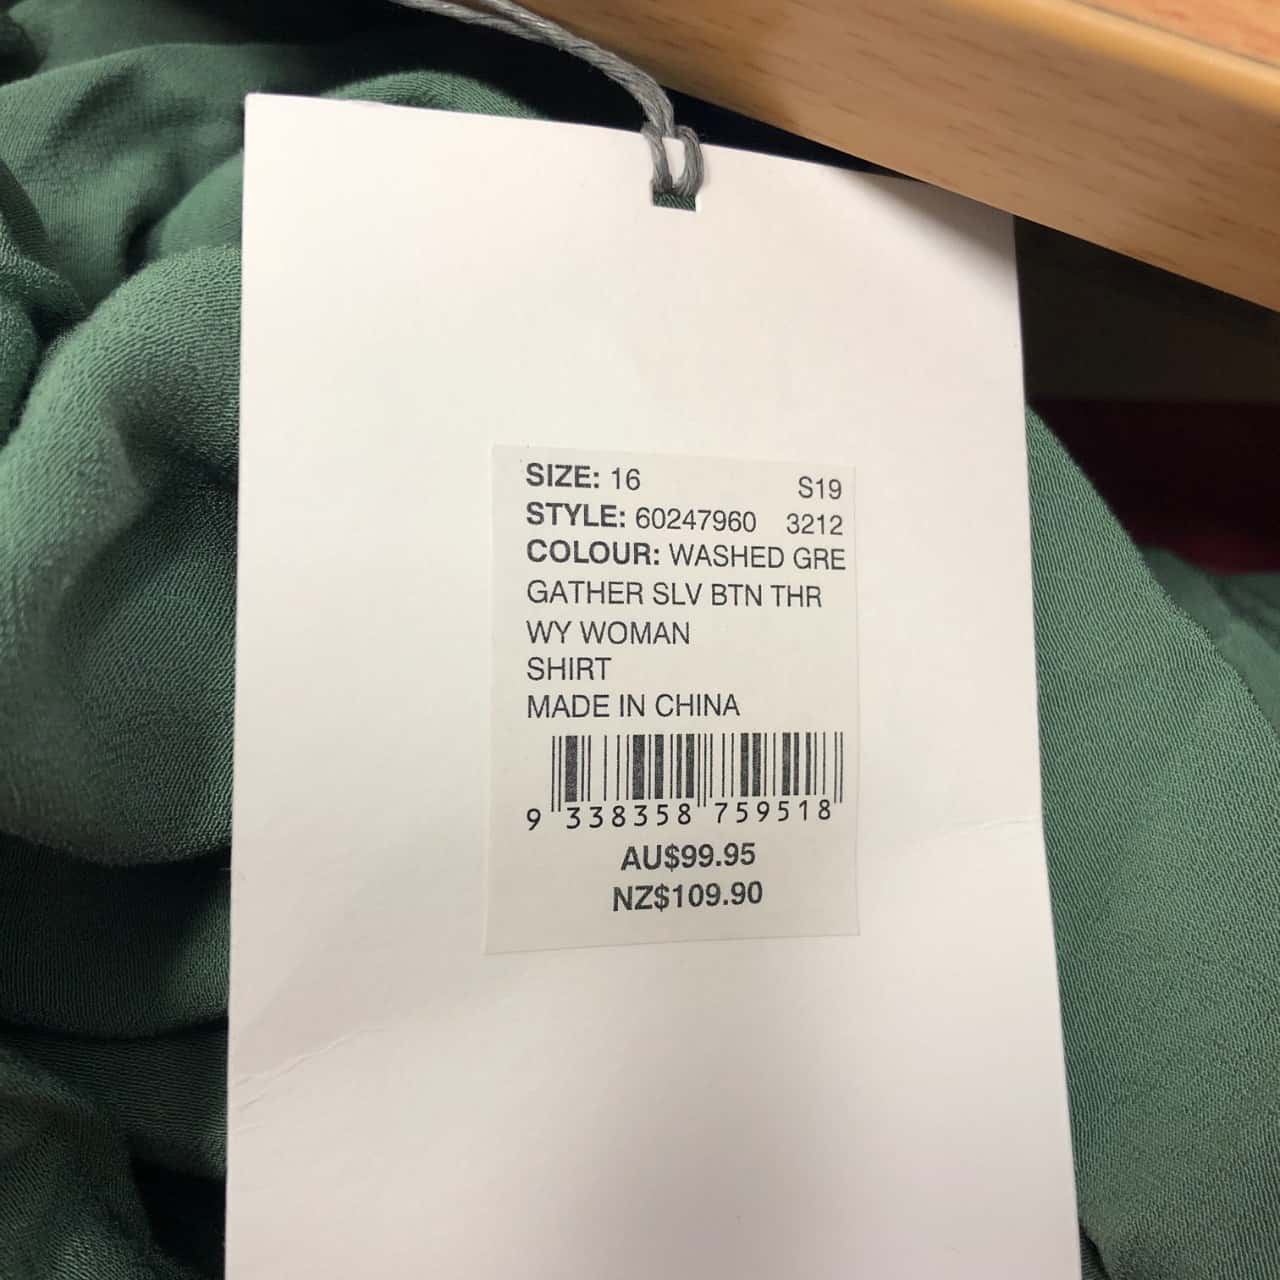 SIZE: 16 S19
STYLE: 60247960 3212
COLOUR: WASHED GRE
GATHER SLV BTN THR
WY WOMAN
SHIRT
MADE IN CHINA
9 338358 759518
AU$99.95
NZ$109.90